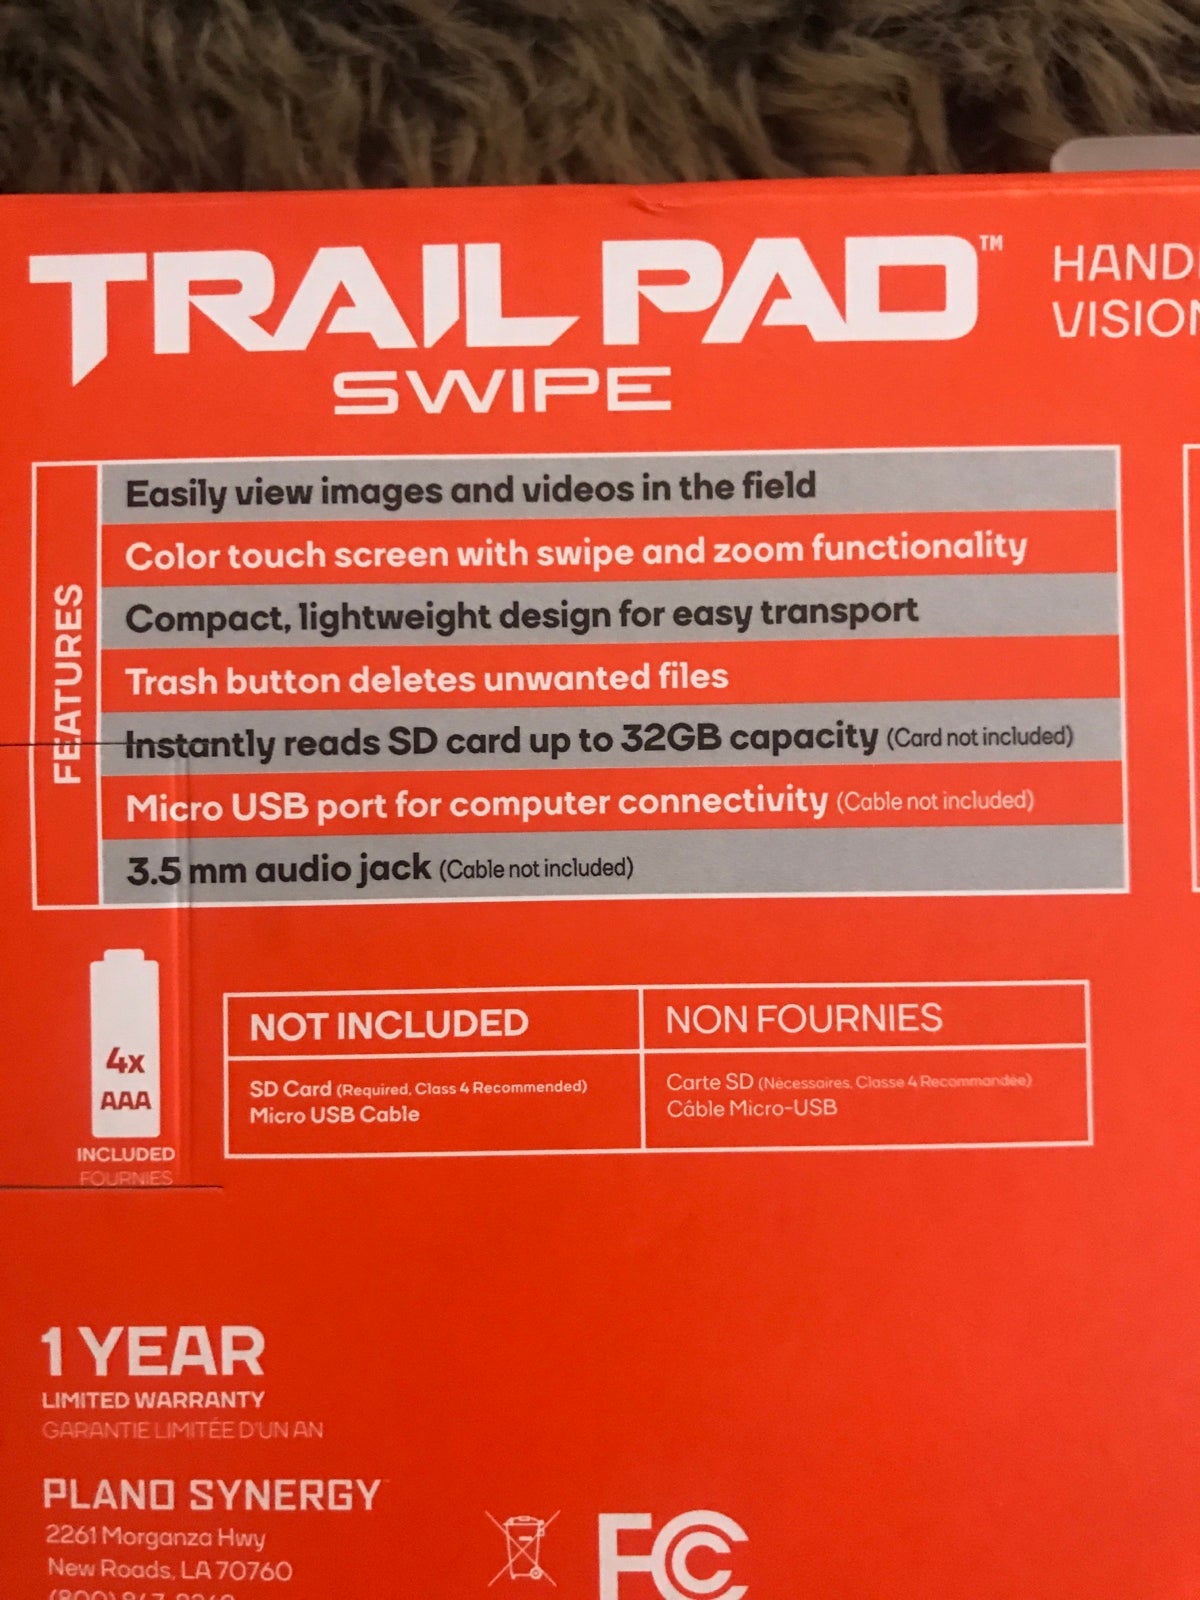 TRAIL PAD™
SWIPE
FEATURES
Easily view images and videos in the field
Color touch screen with swipe and zoom functionality
Compact, lightweight design for easy transport
Trash button deletes unwanted files
Instantly reads SD card up to 32GB capacity (Card not included)
Micro USB port for computer connectivity (Cable not included)
3.5 mm audio jack (Cable not included)
4x
AAA
INCLUDED
FOURNIES
NOT INCLUDED
SD Card (Required, Class 4 Recommended)
Micro USB Cable
NON FOURNIES
Carte SD (Nécessaires, Classe 4 Recommandée)
Câble Micro-USB
1 YEAR
LIMITED WARRANTY
GARANTIE LIMITÉE D'UN AN
PLANO SYNERGY
2261 Morganza Hwy
New Roads, LA 70760
FC